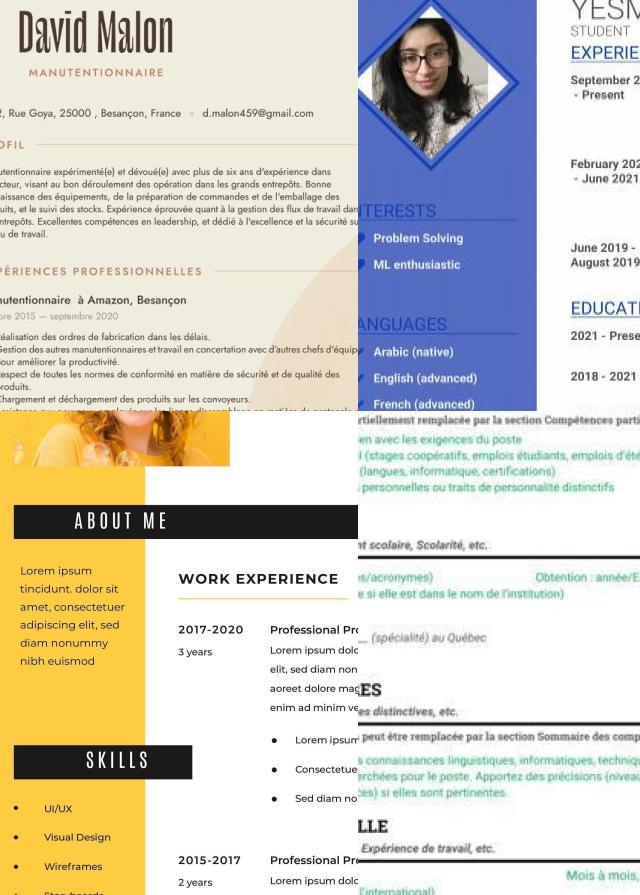 David Malon
MANUTENTIONNAIRE
2, Rue Goya, 25000 , Besançon, France d.malon459@gmail.com
OFIL
utentionnaire expérimenté(e) et dévoué(e) avec plus de six ans d'expérience dans
cteur, visant au bon déroulement des opération dans les grands entrepôts. Bonne
aissance des équipements, de la préparation de commandes et de l'emballage des
uits, et le suivi des stocks. Expérience éprouvée quant à la gestion des flux de travail dan
ntrepôts. Excellentes compétences en leadership, et dédié à l'excellence et la sécurité su
u de travail.
PÉRIENCES PROFESSIONNELLES
nutentionnaire à Amazon, Besançon
bre 2015 — septembre 2020
éalisation des ordres de fabrication dans les délais.
Gestion des autres manutentionnaires et travail en concertation avec d'autres chefs d'équip
pour améliorer la productivité.
Respect de toutes les normes de conformité en matière de sécurité et de qualité des
produits.
Chargement et déchargement des produits sur les convoyeurs.
YESM
STUDENT
EXPERIE
September 2
- Present
February 202
- June 2021
June 2019 -
August 2019
EDUCATI
2021 - Prese
2018 - 2021
NTERESTS
Problem Solving
ML enthusiastic
ANGUAGES
Arabic (native)
English (advanced)
French (advanced)
ABOUT ME
Lorem ipsum
tincidunt. dolor sit
amet, consectetuer
adipiscing elit, sed
diam nonummy
nibh euismod
SKILLS
• UI/UX
• Visual Design
• Wireframes
WORK EXPERIENCE
2017-2020
3 years
Professional Pro
Lorem ipsum dolo
elit, sed diam non
aoreet dolore mag
enim ad minim ve
• Lorem ipsum
• Consectetue
• Sed diam no
2015-2017
2 years
Professional Pro
Lorem ipsum dolo
rtiellement remplacée par la section Compétences parti
en avec les exigences du poste
l (stages coopératifs, emplois étudiants, emplois d'été
(langues, informatique, certifications)
personnelles ou traits de personnalité distinctifs
nt scolaire, Scolarité, etc.
es/acronymes) Obtention : année/E
e si elle est dans le nom de l'institution)
__ (spécialité) au Québec
ES
es distinctives, etc.
peut être remplacée par la section Sommaire des comp
s connaissances linguistiques, informatiques, techniqu
erchées pour le poste. Apportez des précisions (niveau
ces) si elles sont pertinentes.
LLE
Expérience de travail, etc.
Mois à mois,
l'international)